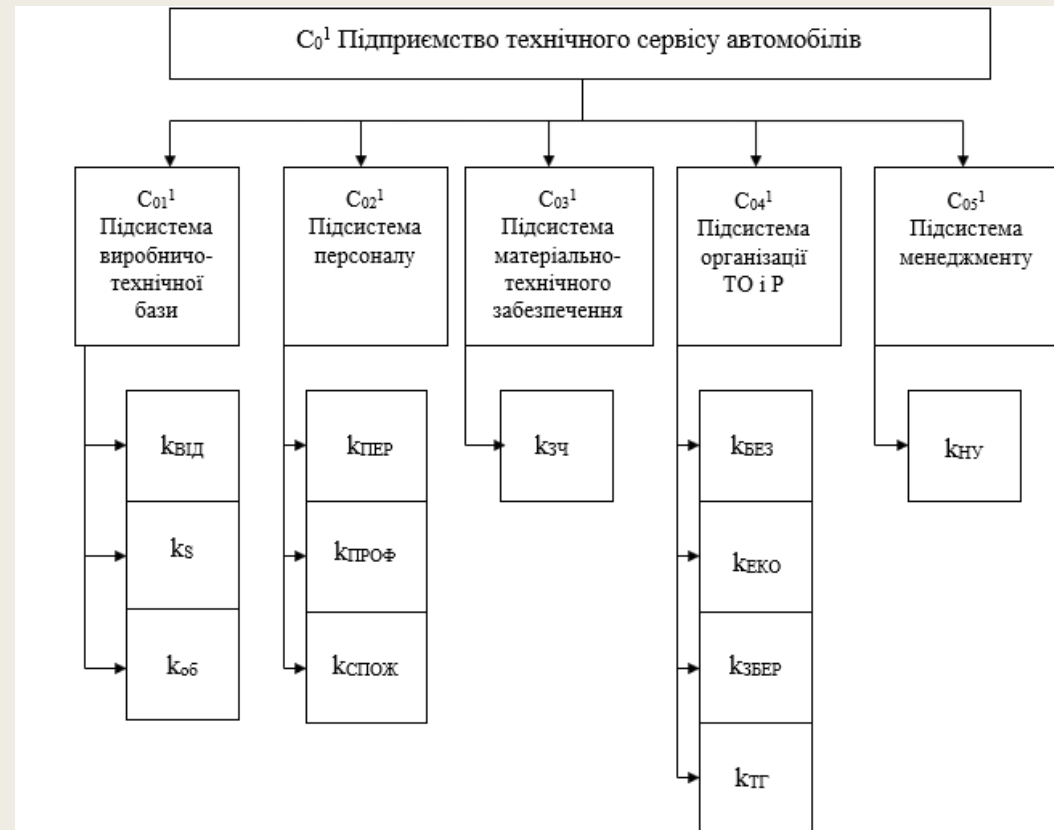 C₀¹ Підприємство технічного сервісу автомобілів
C₀₁¹
Підсистема
виробничо-
технічної
бази
C₀₂¹
Підсистема
персоналу
C₀₃¹
Підсистема
матеріально-
технічного
забезпечення
C₀₄¹
Підсистема
організації
ТО і Р
C₀₅¹
Підсистема
менеджменту
kВІД
kS
kоб
kПЕР
kПРОФ
kСПОЖ
kЗЧ
kБЕЗ
kЕКО
kЗБЕР
kТГ
kНУ